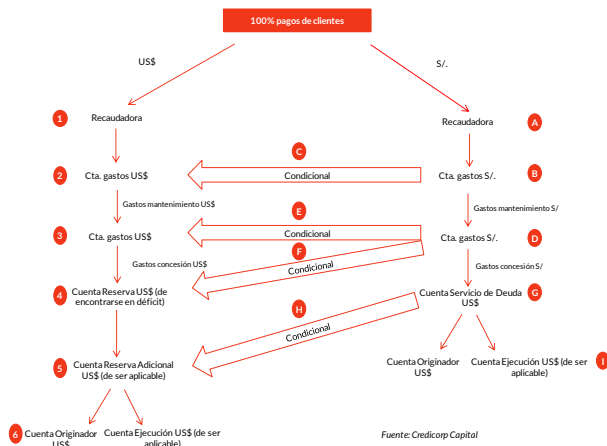 100% pagos de clientes
US$
S/.
1
Recaudadora
Recaudadora
A
C
2
Cta. gastos US$
Condicional
Cta. gastos S/.
B
Gastos mantenimiento US$
Gastos mantenimiento S/
E
3
Cta. gastos US$
Condicional
Cta. gastos S/.
D
F
Gastos concesión US$
Condicional
Gastos concesión S/
4
Cuenta Reserva US$ (de
encontrarse en déficit)
Cuenta Servicio de Deuda
US$
G
H
Condicional
5
Cuenta Reserva Adicional
US$ (de ser aplicable)
Cuenta Originador
US$
Cuenta Ejecución US$ (de ser
aplicable)
I
6
Cuenta Originador
US$
Cuenta Ejecución US$ (de ser
aplicable)
Fuente: Credicorp Capital